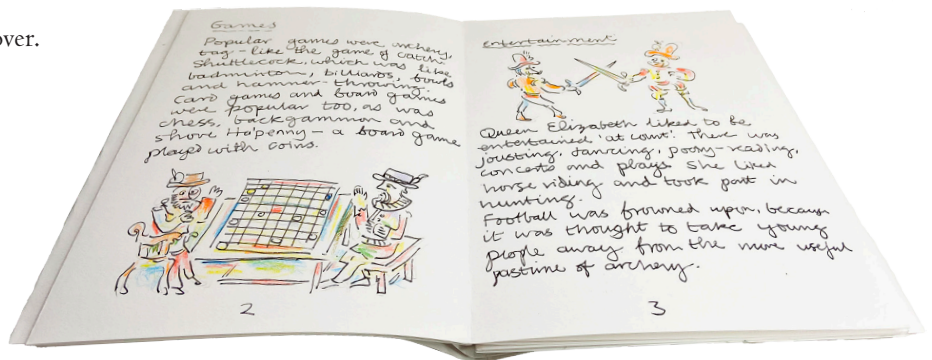 over.
Games
Popular games were archery,
tag - like the game of catch.
Shuttlecock, which was like
badminton, billiards, bowls
and hammer-throwing.
Card games and board games
were popular too, as was
chess, backgammon and
shove Ha'penny - a board game
played with coins.
2
entertainment
Queen Elizabeth liked to be
entertained 'at court'. There was
jousting, dancing, poetry-reading,
concerts and plays. She liked
horse riding and took part in
hunting.
Football was frowned upon, because
it was thought to take young
people away from the more useful
pastime of archery.
3